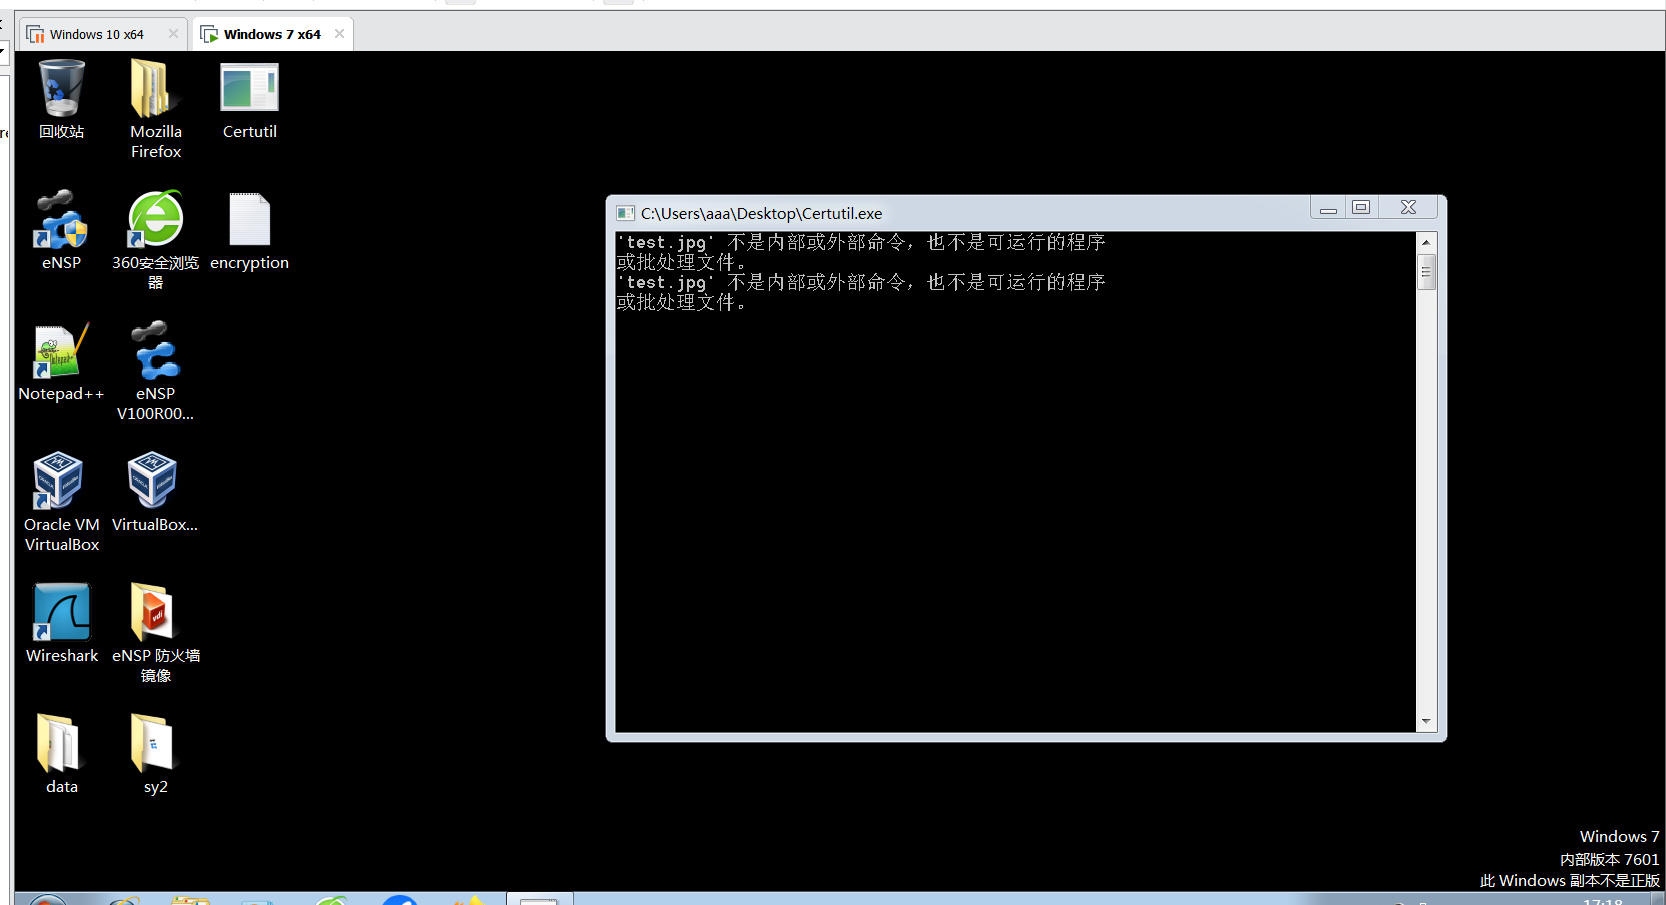 Windows 10 x64
Windows 7 x64
回收站
Mozilla
Firefox
Certutil
eNSP
360安全浏览
器
encryption
Notepad++
eNSP
V100R00...
Oracle VM
VirtualBox
VirtualBox...
Wireshark
eNSP 防火墙
镜像
data
sy2
C:\Users\aaa\Desktop\Certutil.exe
'test.jpg' 不是内部或外部命令，也不是可运行的程序
或批处理文件。
'test.jpg' 不是内部或外部命令，也不是可运行的程序
或批处理文件。
Windows 7
内部版本 7601
此 Windows 副本不是正版